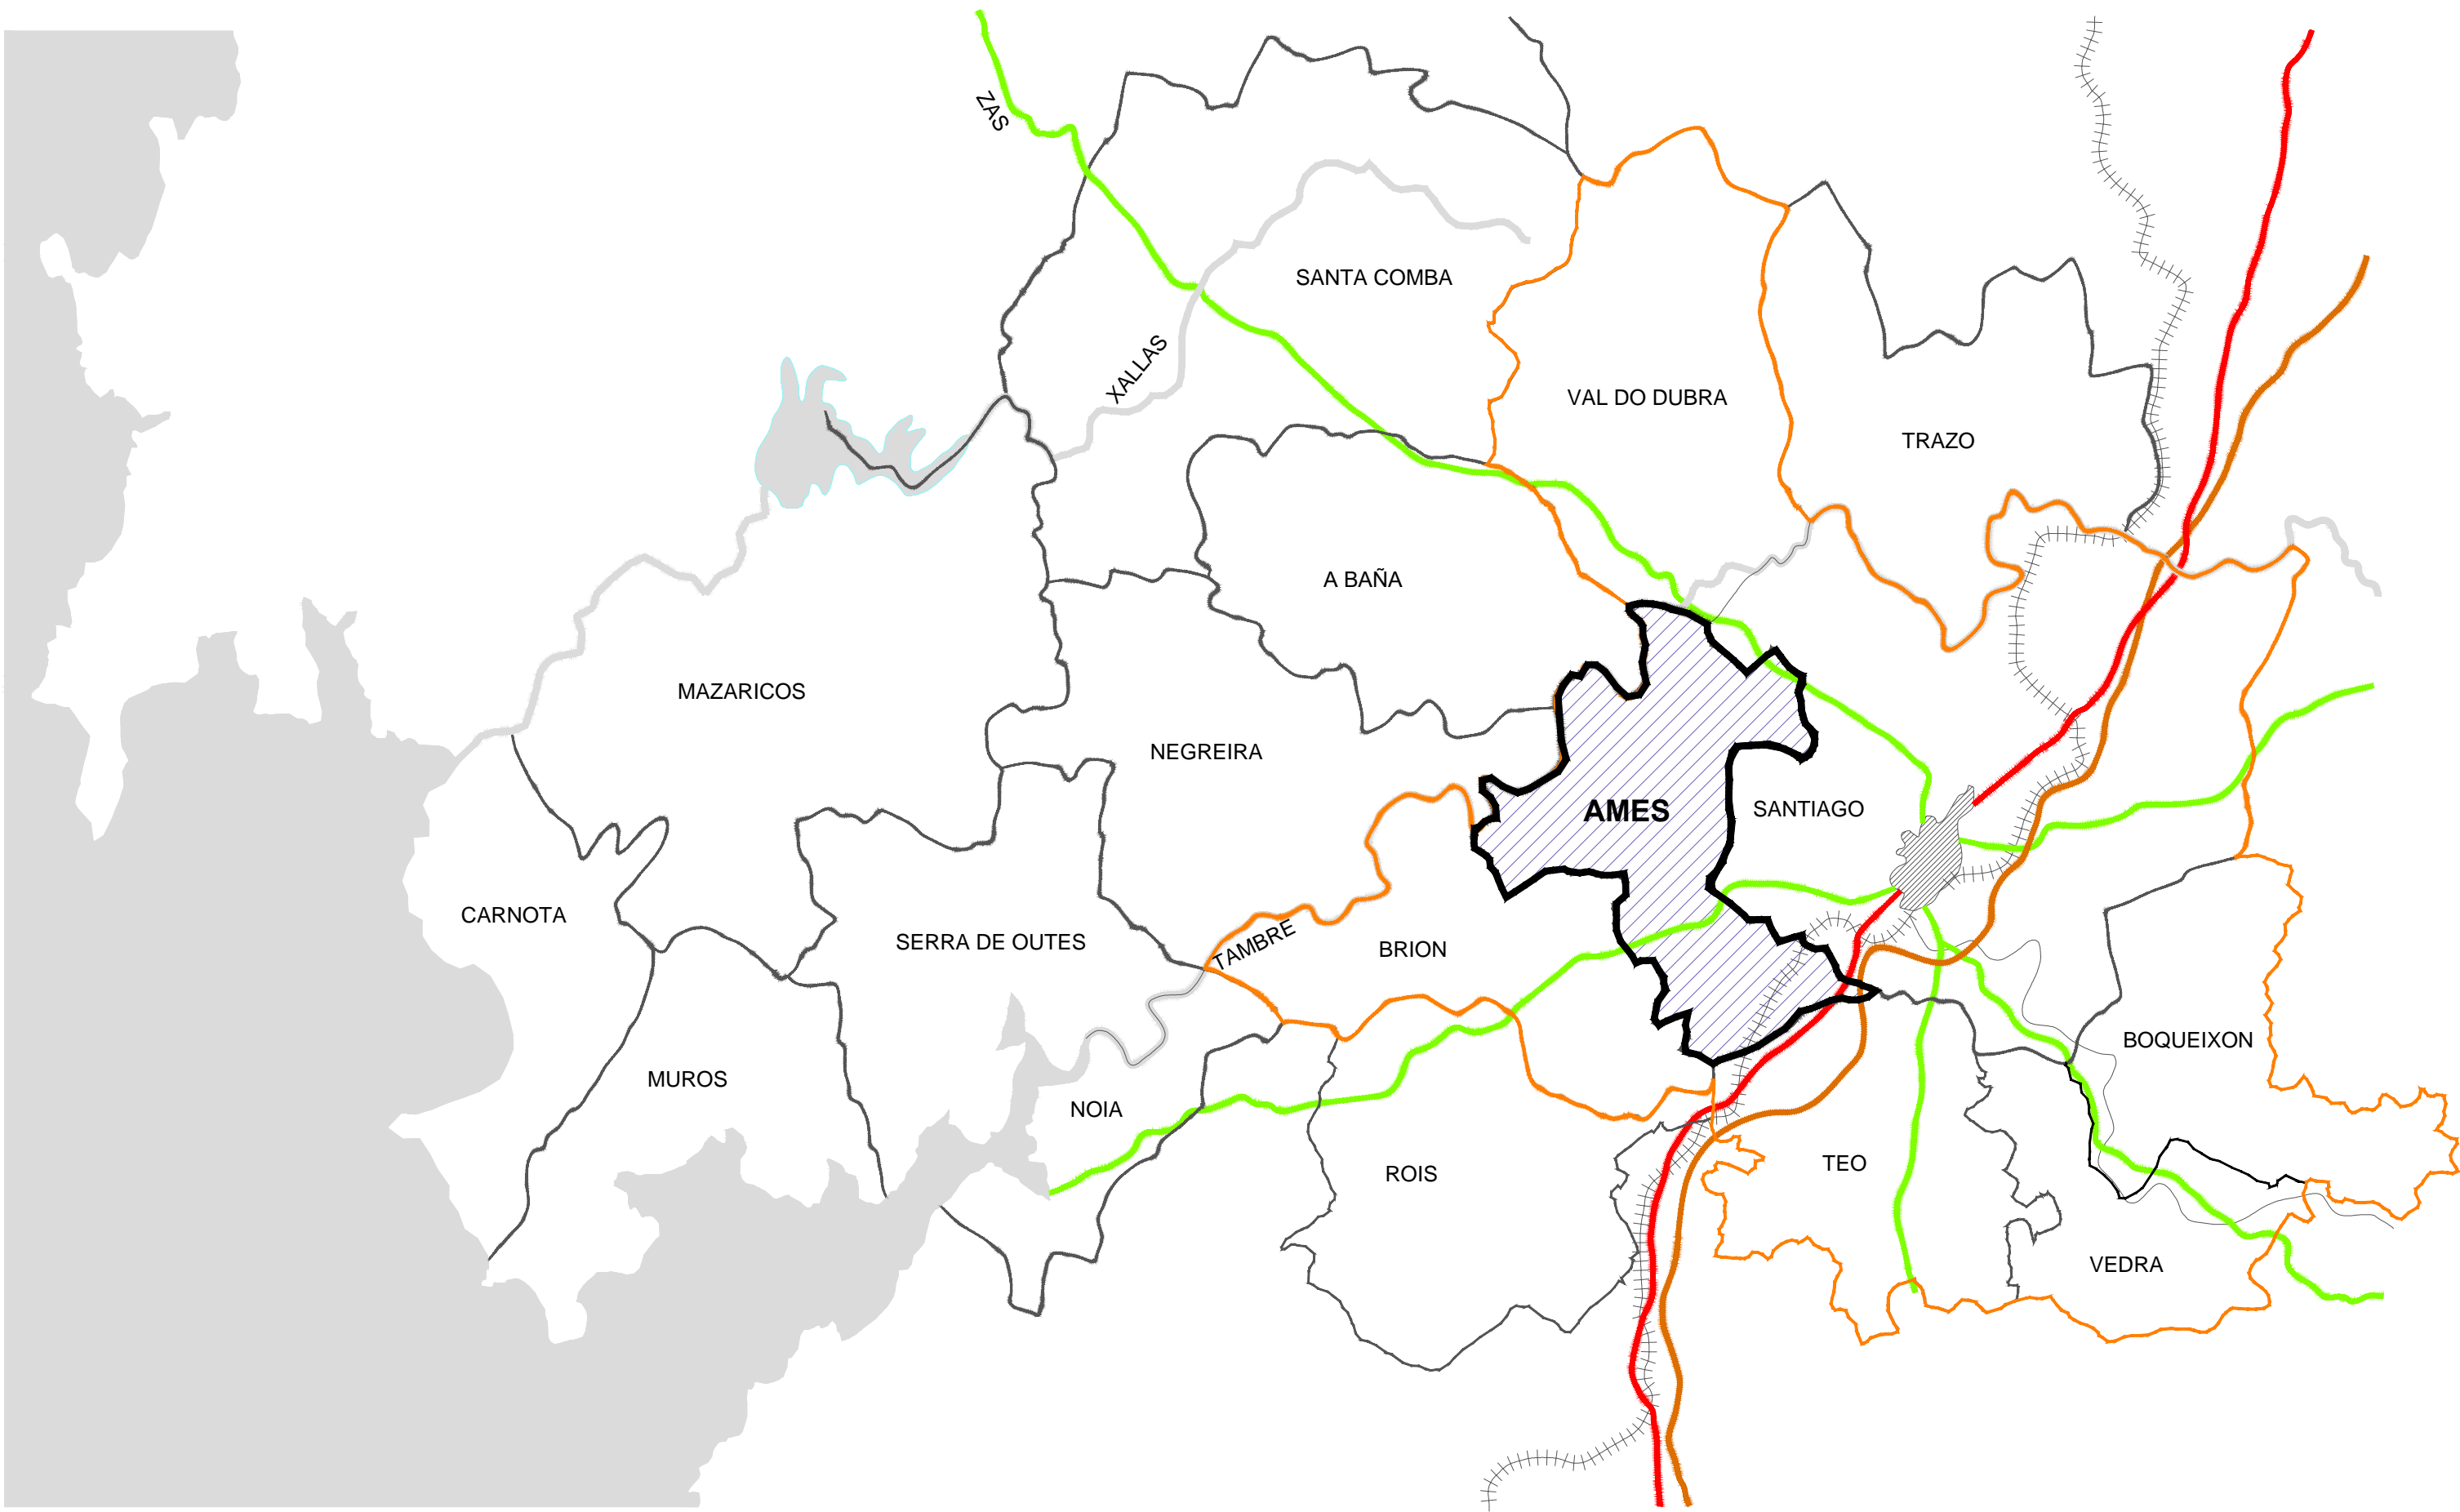 ZAS
SANTA COMBA
XALLAS
VAL DO DUBRA
TRAZO
A BAÑA
MAZARICOS
NEGREIRA
AMES
SANTIAGO
CARNOTA
SERRA DE OUTES
TAMBRE
BRION
BOQUEIXON
MUROS
NOIA
ROIS
TEO
VEDRA